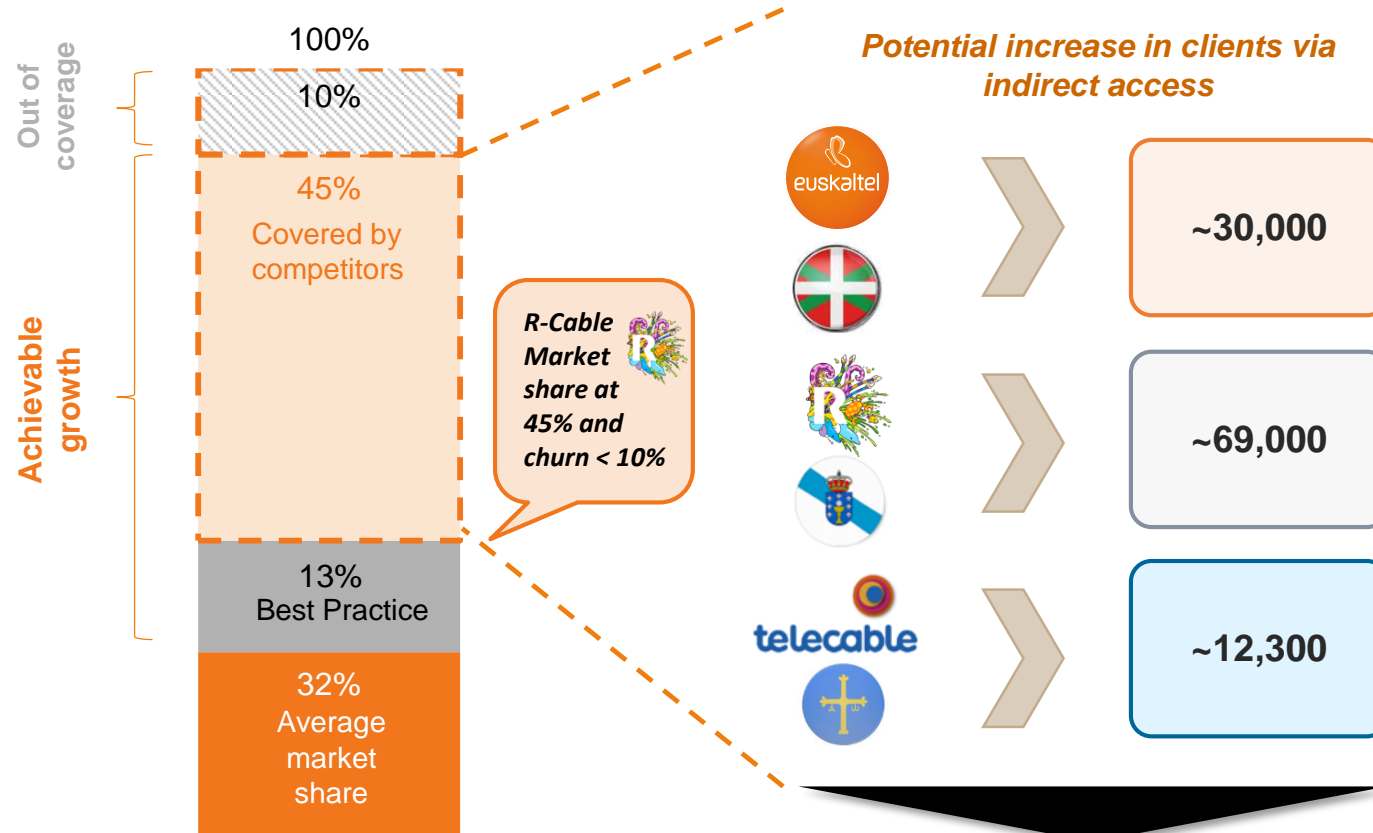 Out of
coverage
100%
10%
Achievable
growth
45%
Covered by
competitors
13%
Best Practice
32%
Average
market
share
R-Cable
Market
share at
45% and
churn < 10%
R
Potential increase in clients via
indirect access
euskaltel
~30,000
R
~69,000
telecable
~12,300